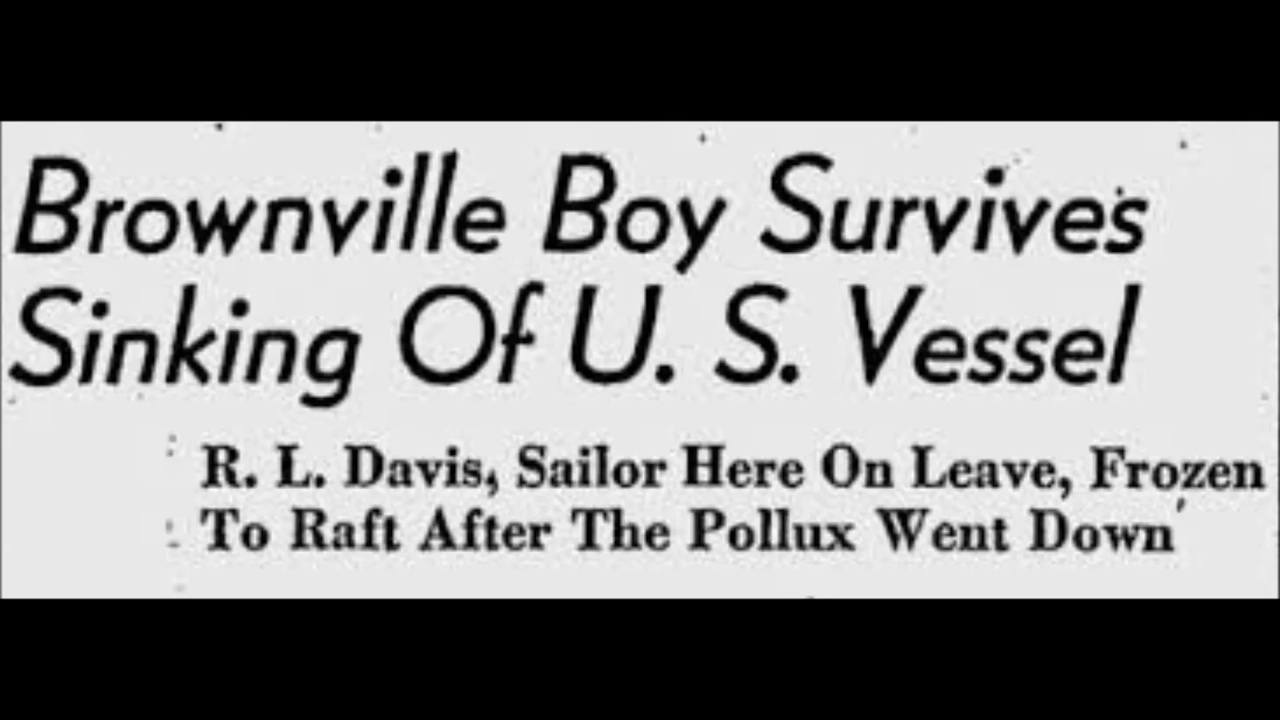 Brownville Boy Survives
Sinking Of U. S. Vessel
R. L. Davis, Sailor Here On Leave, Frozen
To Raft After The Pollux Went Down